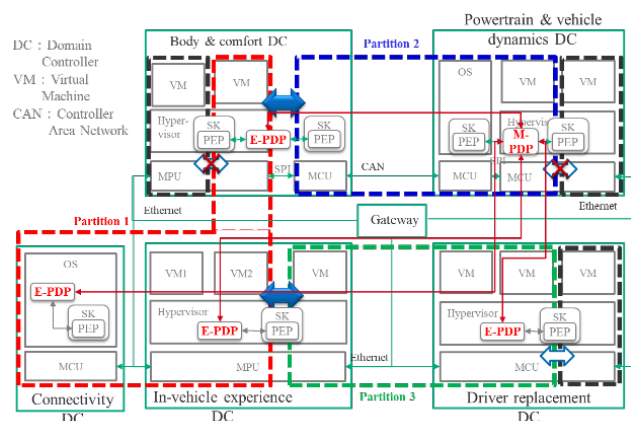 DC：Domain
Controller
VM：Virtual
Machine
CAN：Controller
Area Network
Body & comfort DC
Partition 2
Powertrain & vehicle
dynamics DC
VM
VM
Hyper-
visor
SK
PEP
E-PDP
SK
PEP
MPU
SPI
MCU
CAN
OS
VM
VM
SK
PEP
M-
PDP
SK
PEP
MCU
MCU
Ethernet
Ethernet
Partition 1
Gateway
OS
E-PDP
SK
PEP
MCU
Connectivity
DC
VM1
VM2
VM
Hypervisor
E-PDP
SK
PEP
MPU
In-vehicle experience
DC
Ethernet
Partition 3
VM
VM
VM
Hypervisor
E-PDP
SK
PEP
MCU
Driver replacement
DC